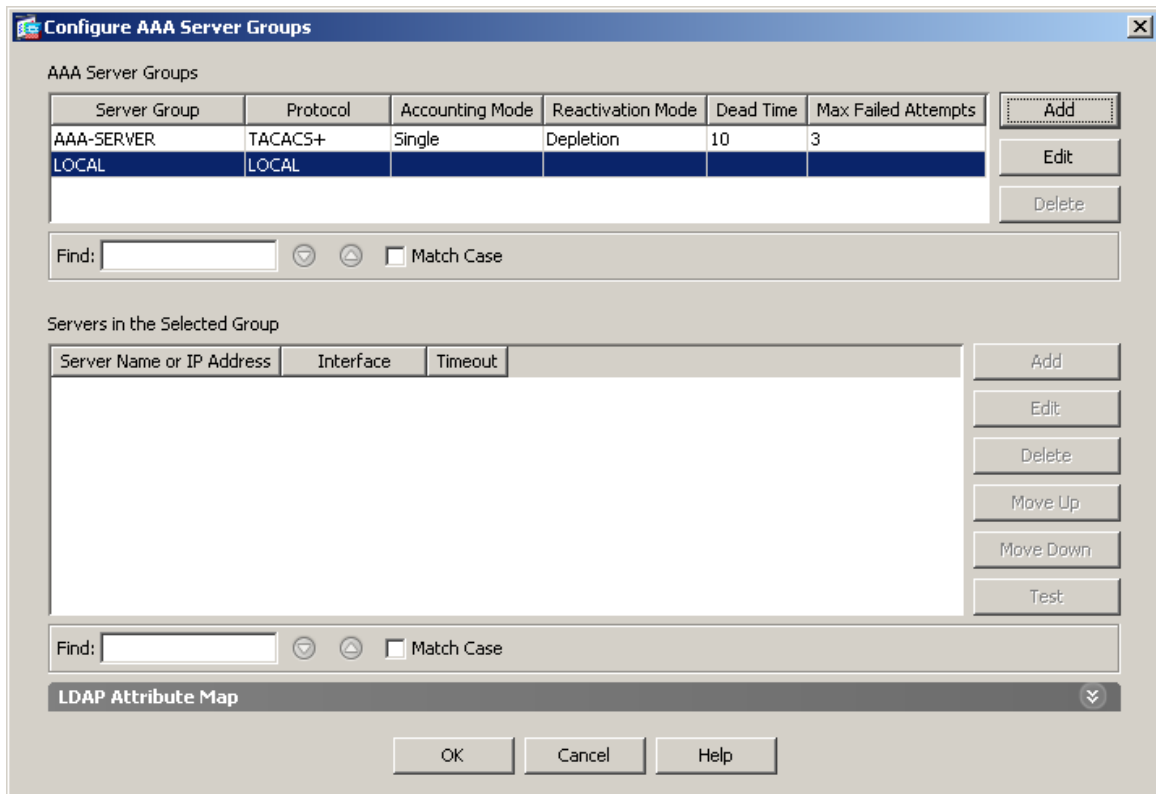 Configure AAA Server Groups
AAA Server Groups
Server Group Protocol Accounting Mode Reactivation Mode Dead Time Max Failed Attempts Add
AAA-SERVER TACACS+ Single Depletion 10 3
LOCAL LOCAL
Edit
Delete
Find: Match Case
Servers in the Selected Group
Server Name or IP Address Interface Timeout Add
Edit
Delete
Move Up
Move Down
Test
Find: Match Case
LDAP Attribute Map
OK Cancel Help